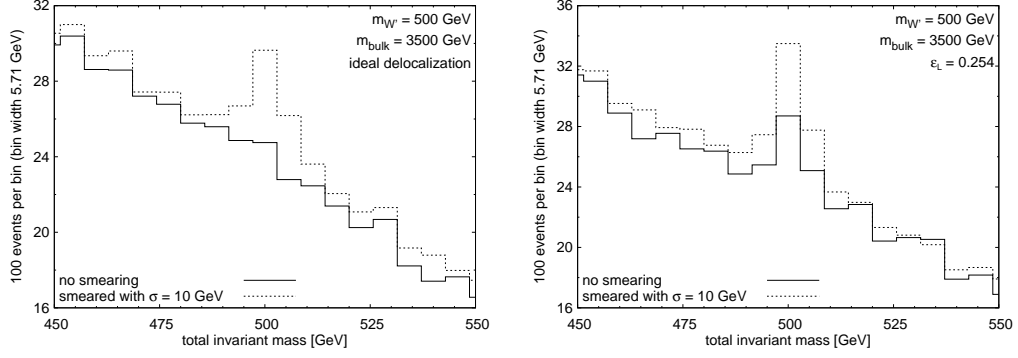 100 events per bin (bin width 5.71 GeV)
32
28
24
20
16
m_W' = 500 GeV
m_bulk = 3500 GeV
ideal delocalization
no smearing
smeared with σ = 10 GeV
450 475 500 525 550
total invariant mass [GeV]
100 events per bin (bin width 5.71 GeV)
36
32
28
24
20
16
m_W' = 500 GeV
m_bulk = 3500 GeV
ε_L = 0.254
no smearing
smeared with σ = 10 GeV
450 475 500 525 550
total invariant mass [GeV]